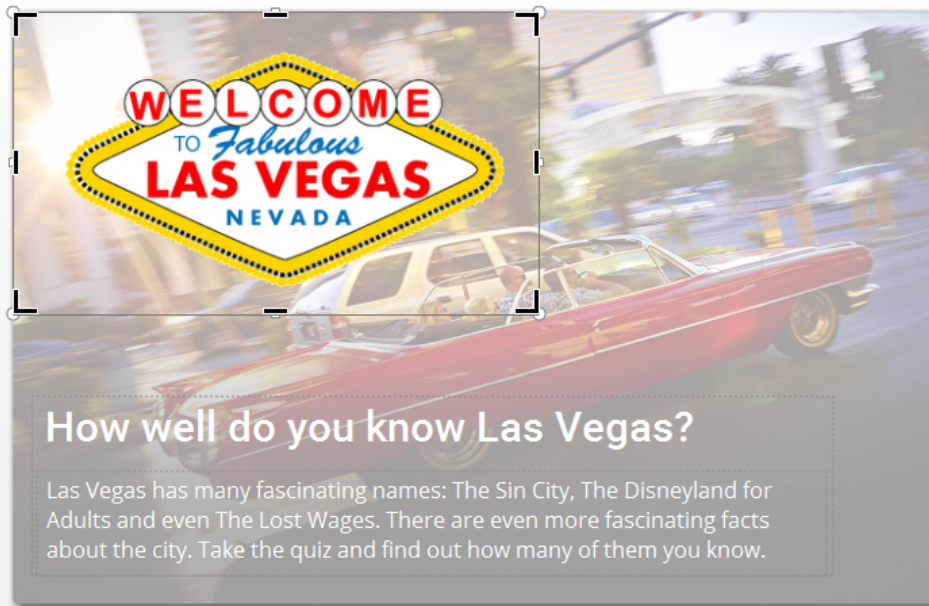 WELCOME
TO Fabulous
LAS VEGAS
NEVADA
How well do you know Las Vegas?
Las Vegas has many fascinating names: The Sin City, The Disneyland for
Adults and even The Lost Wages. There are even more fascinating facts
about the city. Take the quiz and find out how many of them you know.